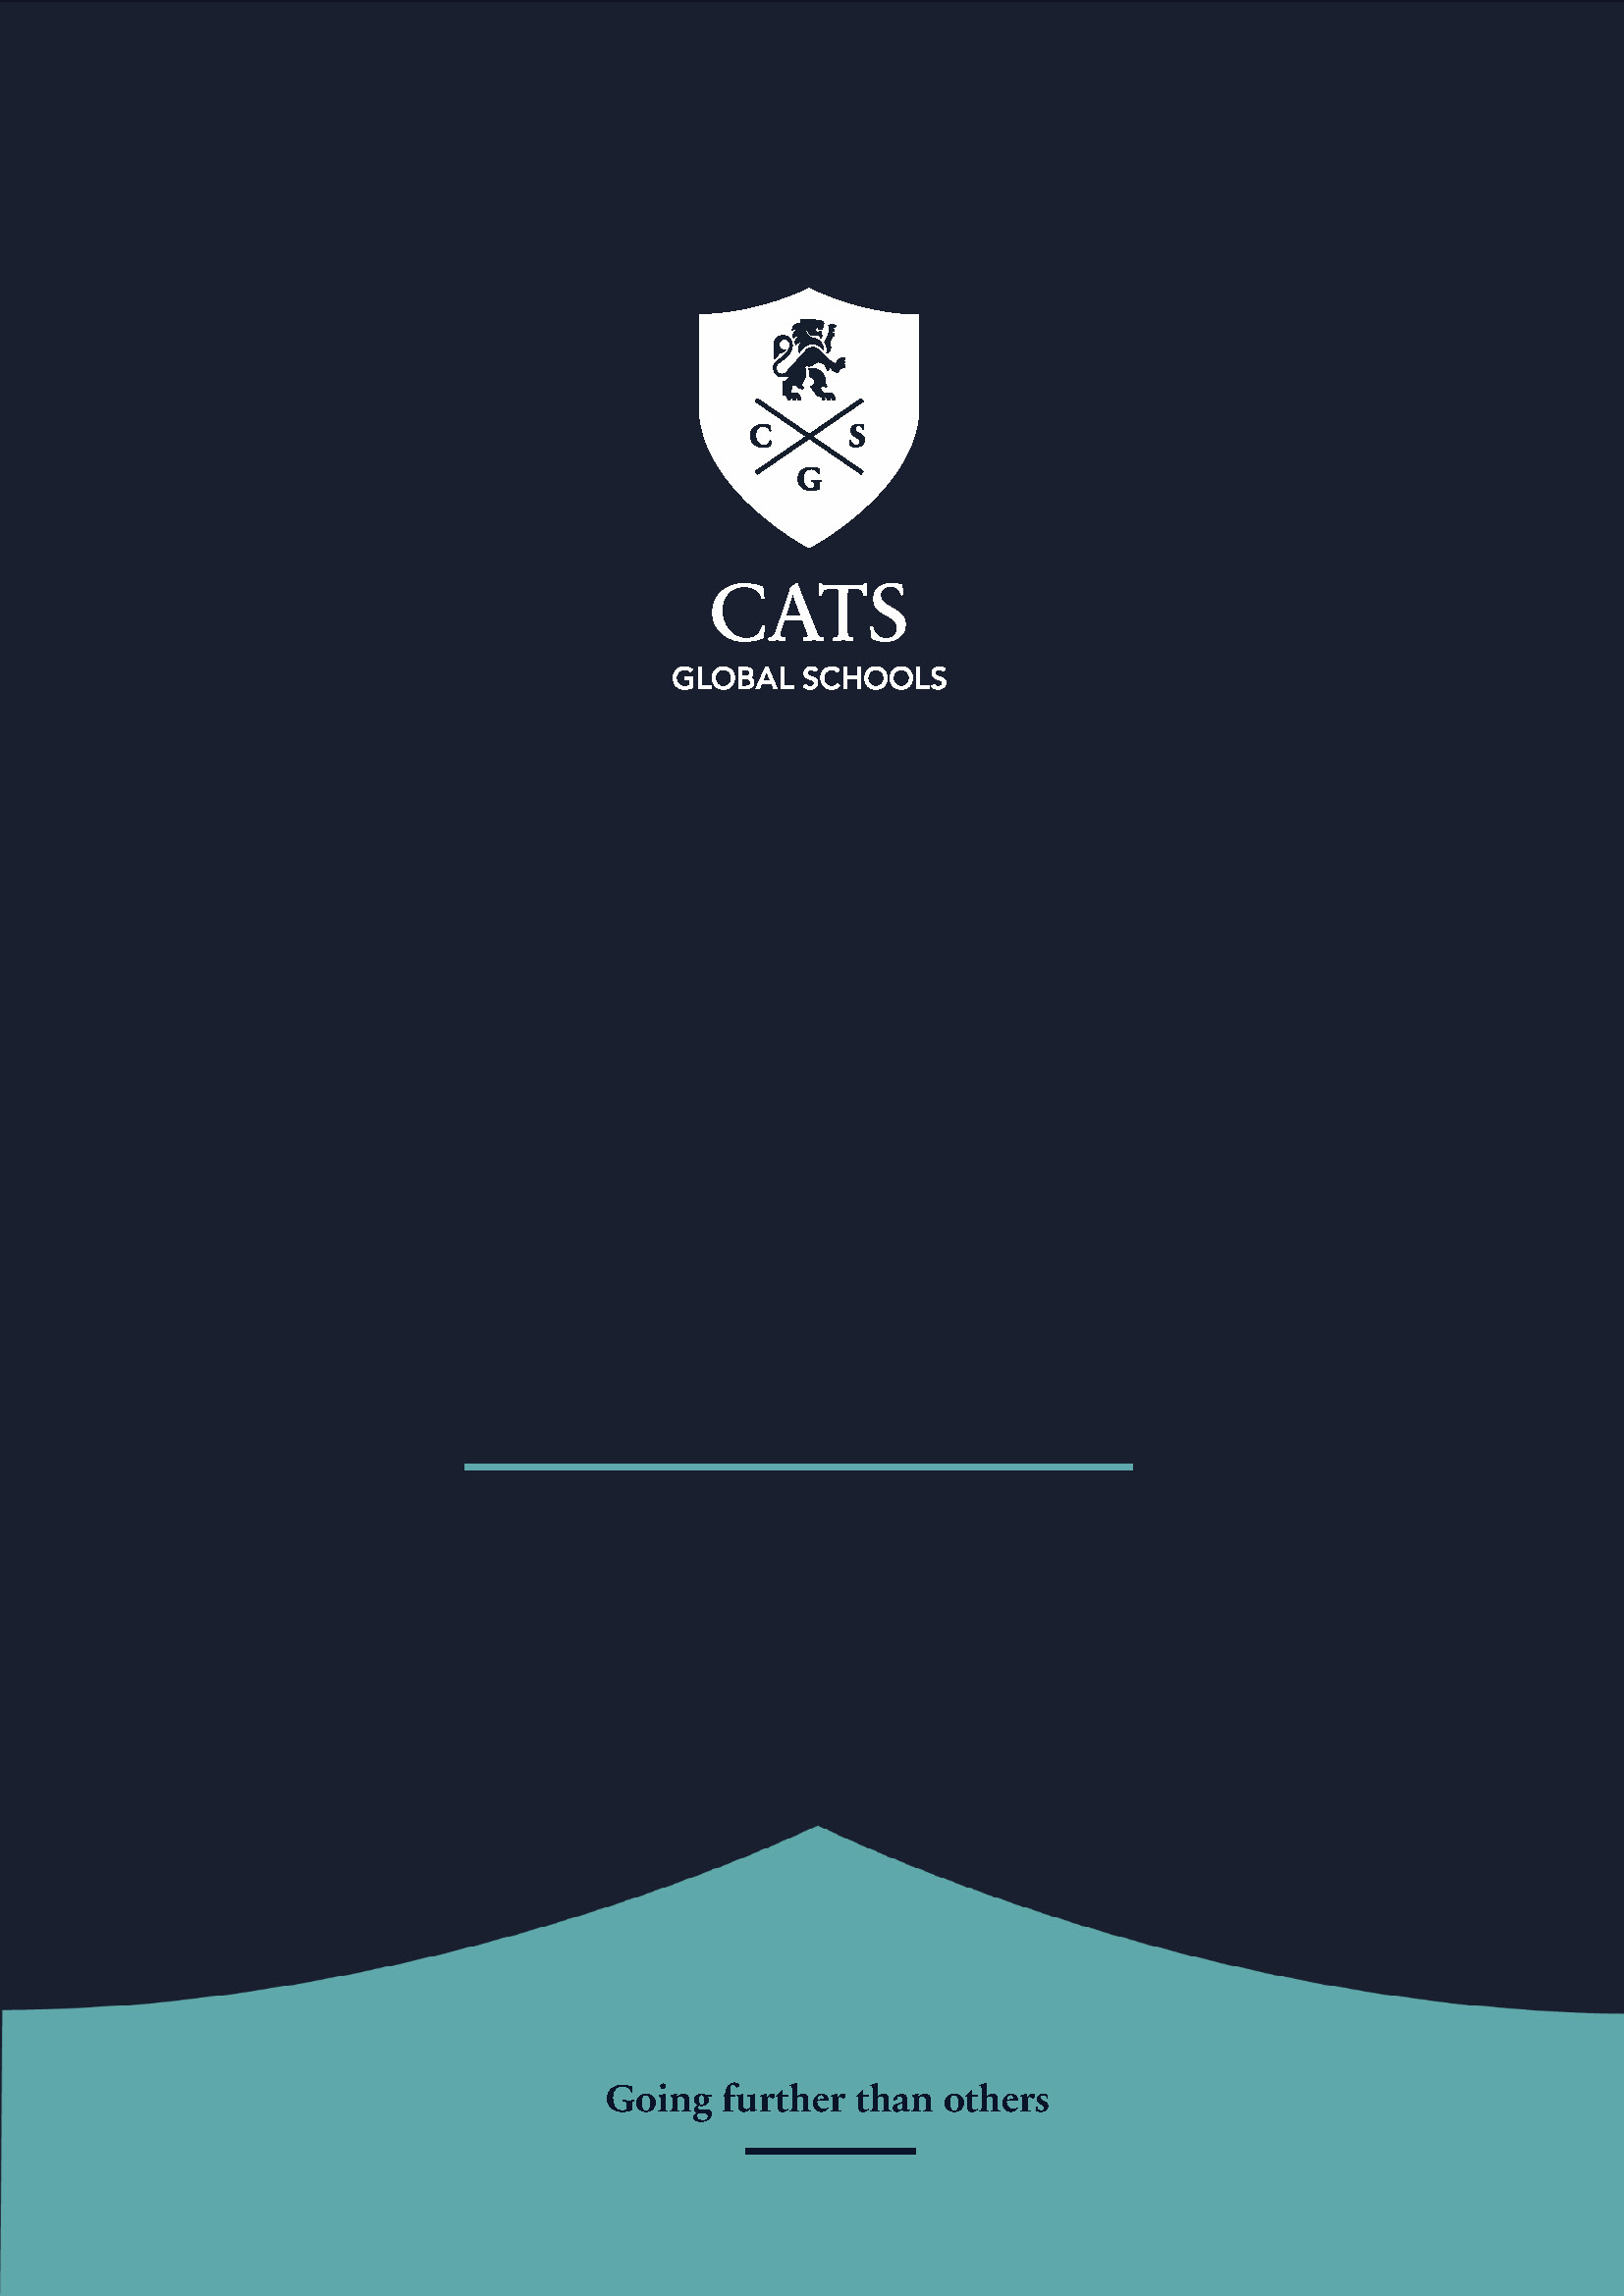 C S
G
CATS
GLOBAL SCHOOLS
Going further than others